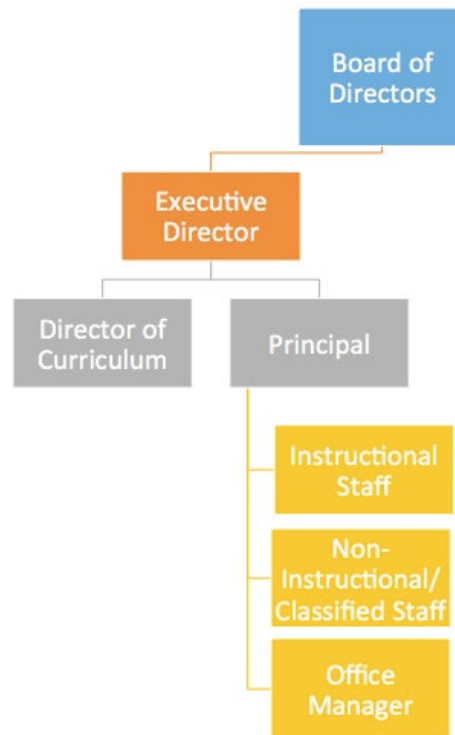 Board of
Directors
Executive
Director
Director of
Curriculum
Principal
Instructional
Staff
Non-
Instructional/
Classified Staff
Office
Manager